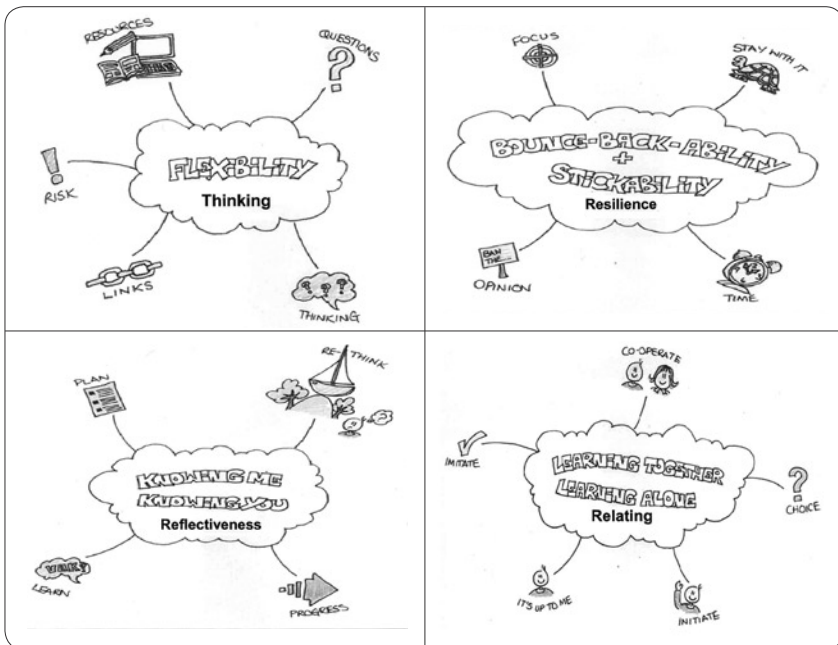 RESOURCES
QUESTIONS
FLEXIBILITY
Thinking
RISK
LINKS
THINKING
FOCUS
STAY WITH IT
BOUNCE-BACK-ABILITY
+
STICKABILITY
Resilience
BAN
THE
OPINION
TIME
PLAN
RE-THINK
KNOWING ME
KNOWING YOU
Reflectiveness
LEARN
PROGRESS
CO-OPERATE
IMITATE
LEARNING TOGETHER
LEARNING ALONE
Relating
CHOICE
IT'S UP TO ME
INITIATE